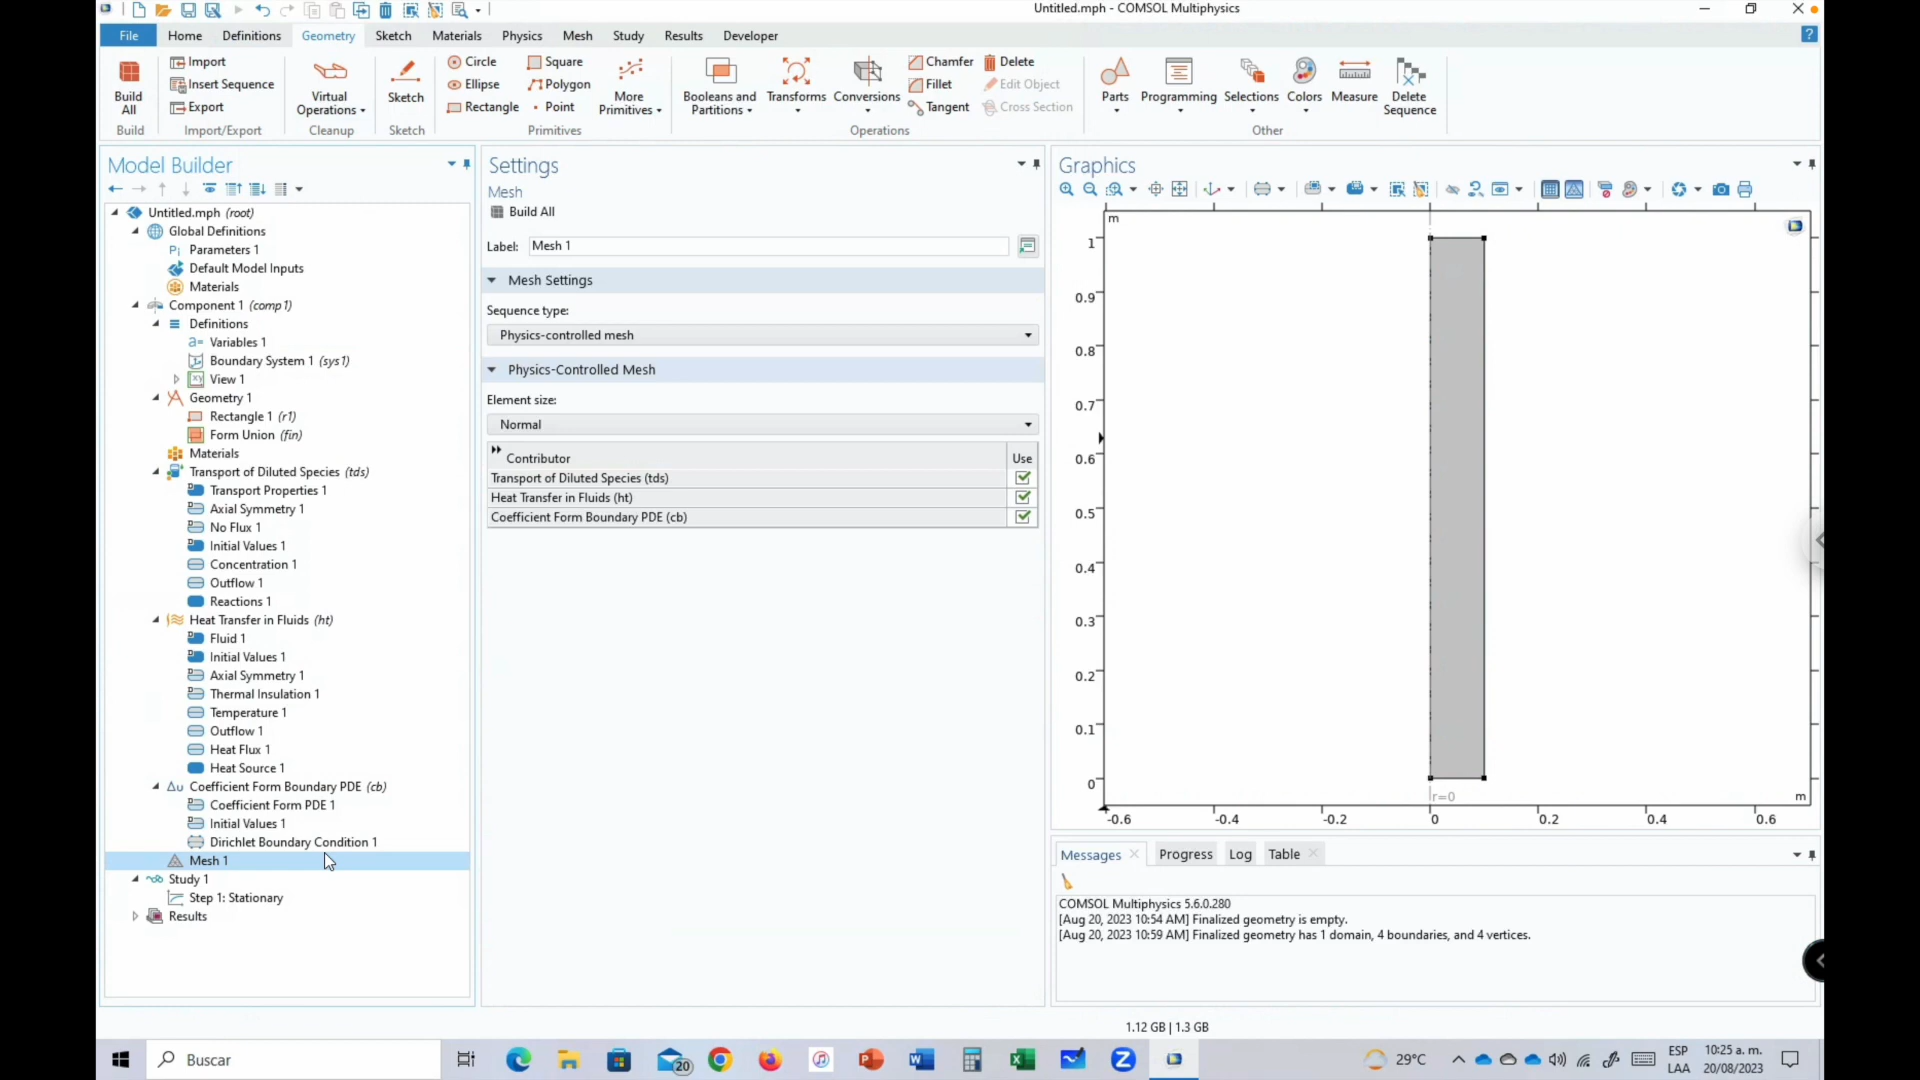 Untitled.mph - COMSOL Multiphysics
File Home Definitions Geometry Sketch Materials Physics Mesh Study Results Developer
Build All
Build
Import
Insert Sequence
Export
Import/Export
Virtual Operations
Cleanup
Sketch
Sketch
Circle
Ellipse
Rectangle
Square
Polygon
Point
More Primitives
Primitives
Booleans and Partitions
Transforms
Conversions
Chamfer
Fillet
Tangent
Delete
Edit Object
Cross Section
Operations
Parts
Programming
Selections
Colors
Measure
Delete Sequence
Other
Model Builder
Untitled.mph (root)
Global Definitions
Parameters 1
Default Model Inputs
Materials
Component 1 (comp1)
Definitions
Variables 1
Boundary System 1 (sys1)
View 1
Geometry 1
Rectangle 1 (r1)
Form Union (fin)
Materials
Transport of Diluted Species (tds)
Transport Properties 1
Axial Symmetry 1
No Flux 1
Initial Values 1
Concentration 1
Outflow 1
Reactions 1
Heat Transfer in Fluids (ht)
Fluid 1
Initial Values 1
Axial Symmetry 1
Thermal Insulation 1
Temperature 1
Outflow 1
Heat Flux 1
Heat Source 1
Coefficient Form Boundary PDE (cb)
Coefficient Form PDE 1
Initial Values 1
Dirichlet Boundary Condition 1
Mesh 1
Study 1
Step 1: Stationary
Results
Settings
Mesh
Build All
Label: Mesh 1
Mesh Settings
Sequence type:
Physics-controlled mesh
Physics-Controlled Mesh
Element size:
Normal
Contributor Use
Transport of Diluted Species (tds)
Heat Transfer in Fluids (ht)
Coefficient Form Boundary PDE (cb)
Graphics
m
1
0.9
0.8
0.7
0.6
0.5
0.4
0.3
0.2
0.1
0
r=0
m
-0.6 -0.4 -0.2 0 0.2 0.4 0.6
Messages Progress Log Table
COMSOL Multiphysics 5.6.0.280
[Aug 20, 2023 10:54 AM] Finalized geometry is empty.
[Aug 20, 2023 10:59 AM] Finalized geometry has 1 domain, 4 boundaries, and 4 vertices.
1.12 GB | 1.3 GB
Buscar
20
29°C
ESP
LAA
10:25 a. m.
20/08/2023